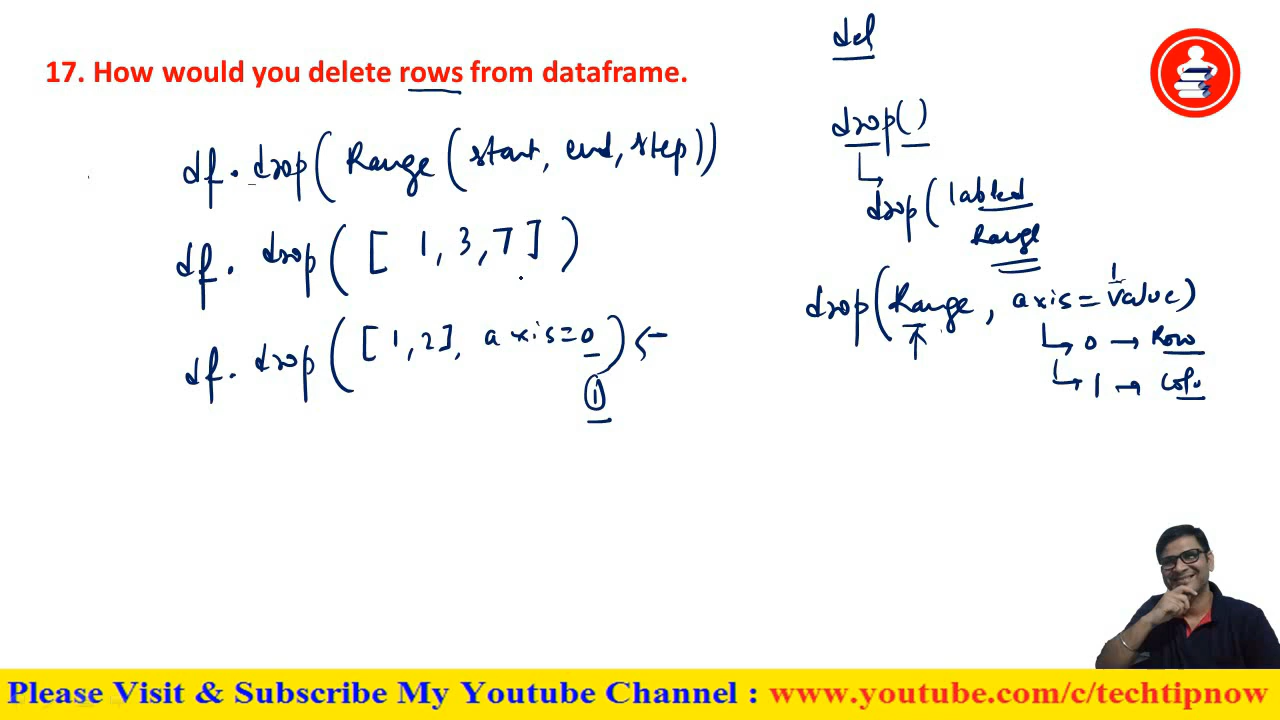 17. How would you delete rows from dataframe.
df.drop(Range(start, end, step))
df.drop([1,3,7])
df.drop([1,2], axis=0)
1
del
drop()
drop(
Range
drop(Range, axis=value)
1
0 → Row
1 →
Please Visit & Subscribe My Youtube Channel : www.youtube.com/c/techtipnow